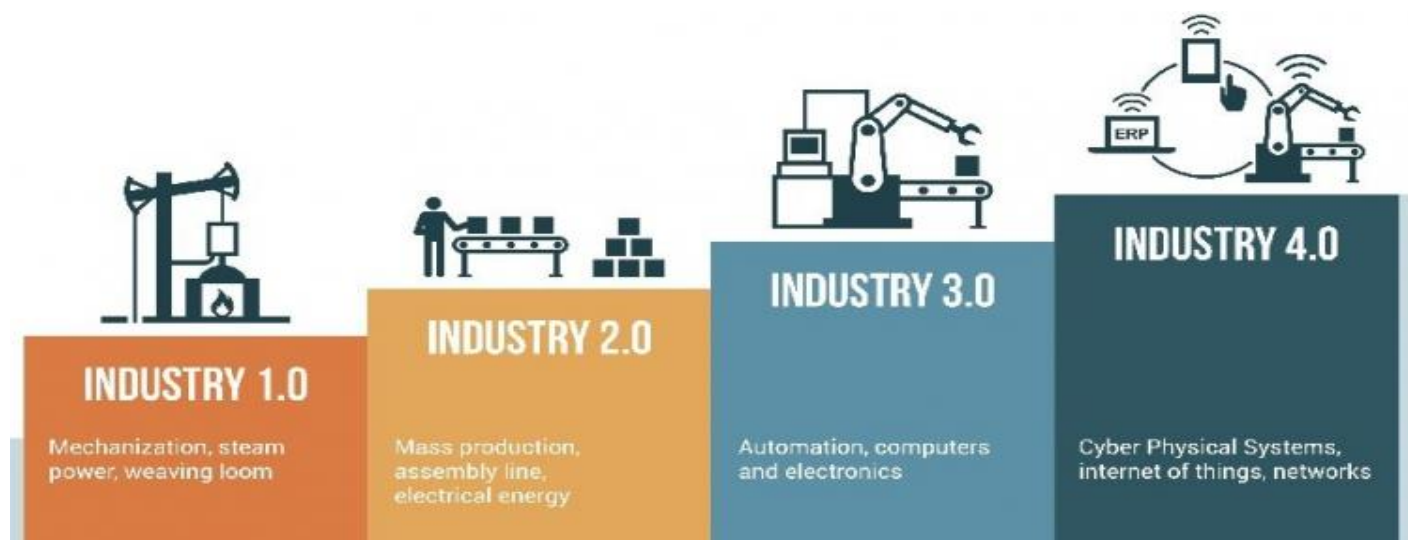 ERP
INDUSTRY 1.0
Mechanization, steam
power, weaving loom
INDUSTRY 2.0
Mass production,
assembly line,
electrical energy
INDUSTRY 3.0
Automation, computers
and electronics
INDUSTRY 4.0
Cyber Physical Systems,
internet of things, networks